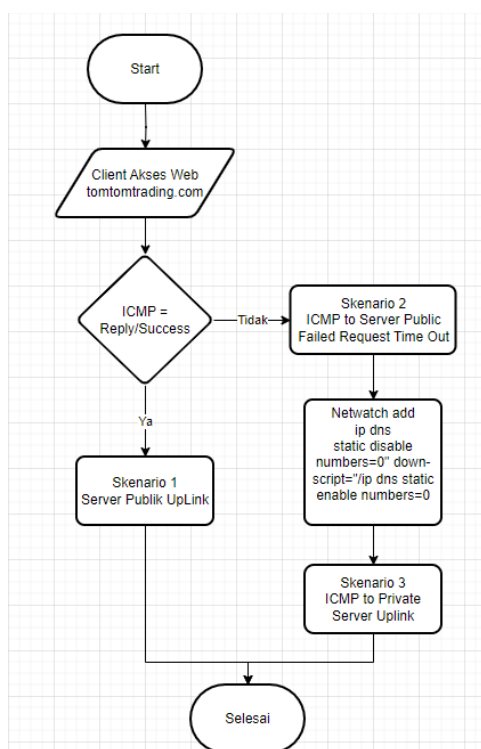 Start
Client Akses Web
tomtomtrading.com
ICMP =
Reply/Success
Tidak
Skenario 2
ICMP to Server Public
Failed Request Time Out
Ya
Netwatch add
ip dns
static disable
numbers=0" down-
script="/ip dns static
enable numbers=0
Skenario 1
Server Publik UpLink
Skenario 3
ICMP to Private
Server Uplink
Selesai